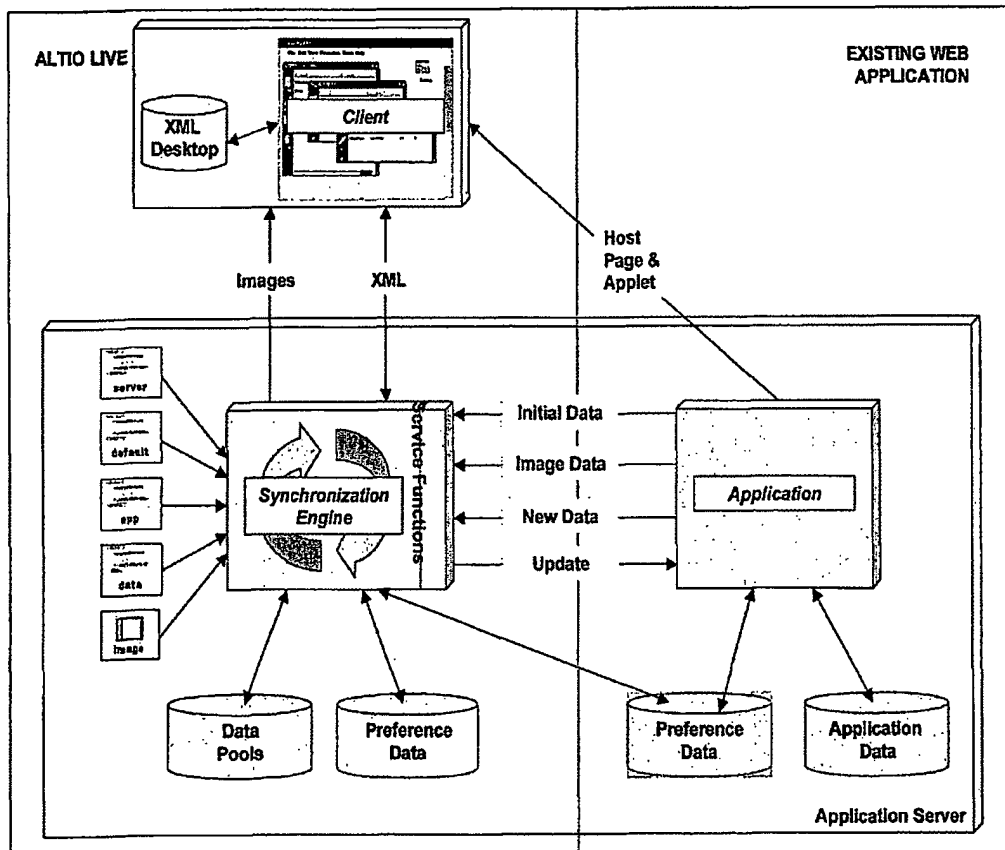 ALTIO LIVE
EXISTING WEB
APPLICATION
XML
Desktop
Client
Host
Page &
Applet
Images
XML
server
default
app
data
image
Service Functions
Synchronization
Engine
Initial Data
Image Data
New Data
Update
Application
Data
Pools
Preference
Data
Preference
Data
Application
Data
Application Server